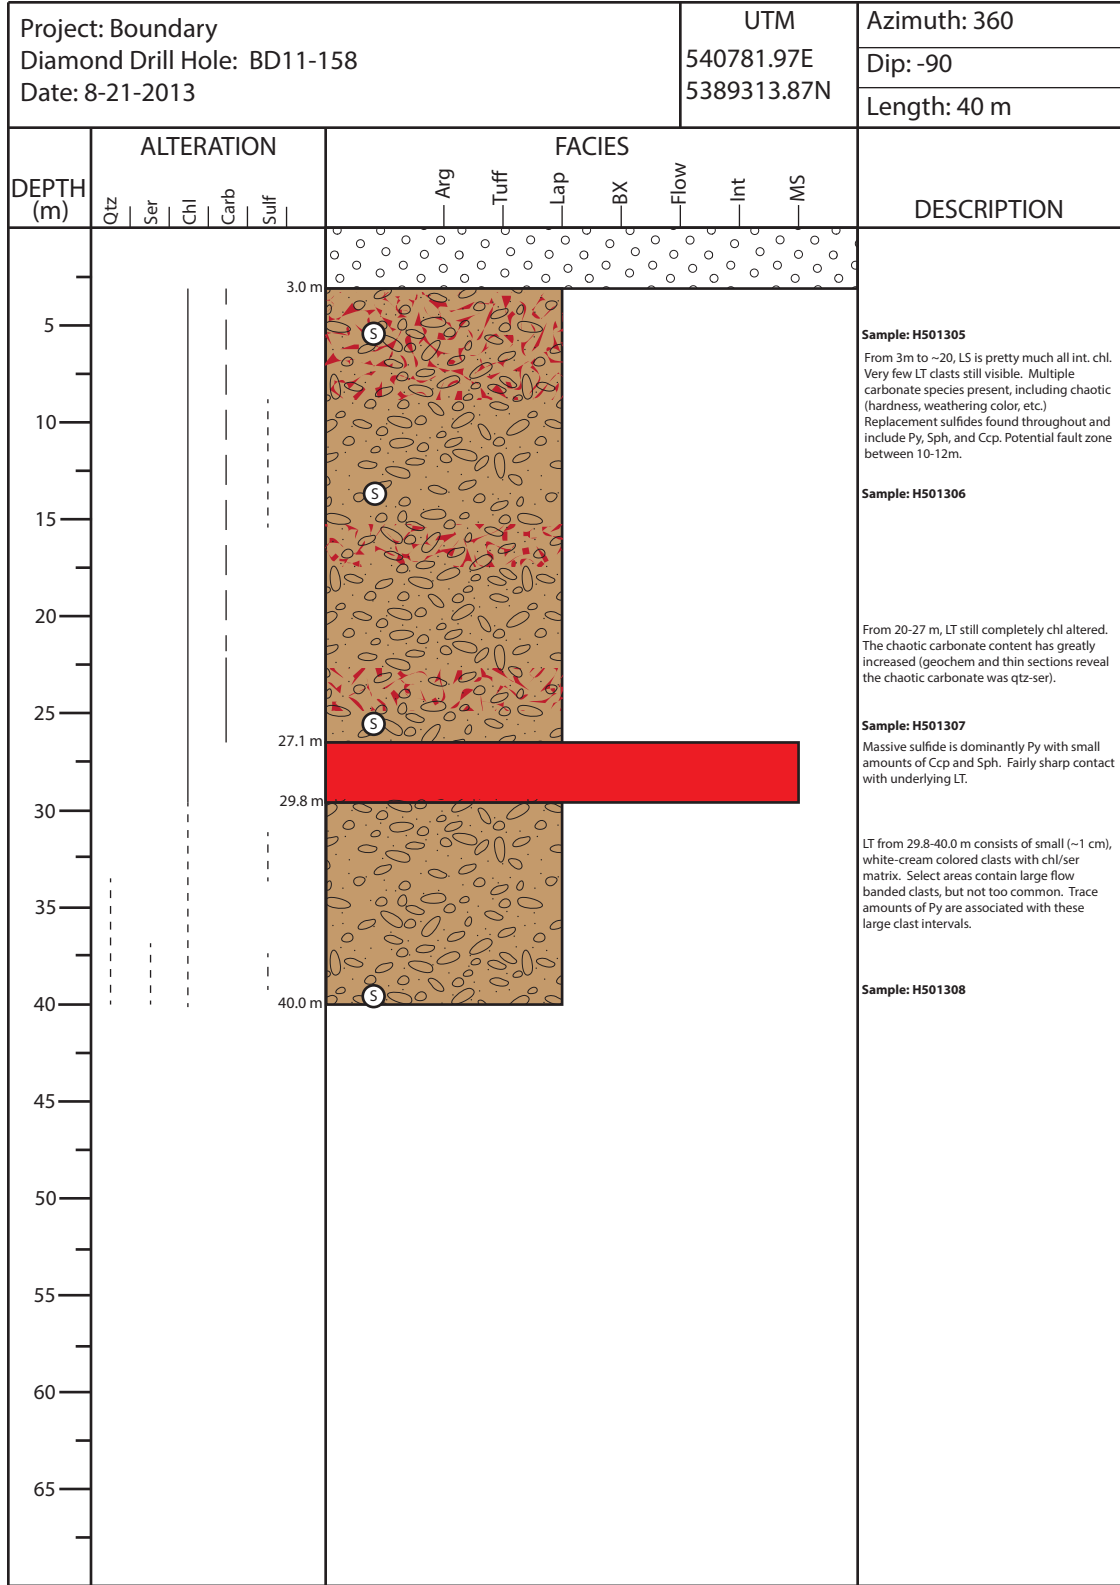 Project: Boundary
Diamond Drill Hole: BD11-158
Date: 8-21-2013
UTM
540781.97E
5389313.87N
Azimuth: 360
Dip: -90
Length: 40 m
DEPTH
(m)
ALTERATION
Qtz
Ser
Chl
Carb
Sulf
FACIES
Arg
Tuff
Lap
BX
Flow
Int
MS
DESCRIPTION
3.0 m
5
S
Sample: H501305
From 3m to ~20, LS is pretty much all int. chl.
Very few LT clasts still visible. Multiple
carbonate species present, including chaotic
(hardness, weathering color, etc.)
Replacement sulfides found throughout and
include Py, Sph, and Ccp. Potential fault zone
between 10-12m.
10
S
Sample: H501306
15
20
From 20-27 m, LT still completely chl altered.
The chaotic carbonate content has greatly
increased (geochem and thin sections reveal
the chaotic carbonate was qtz-ser).
25
S
Sample: H501307
27.1 m
Massive sulfide is dominantly Py with small
amounts of Ccp and Sph. Fairly sharp contact
with underlying LT.
29.8 m
30
LT from 29.8-40.0 m consists of small (~1 cm),
white-cream colored clasts with chl/ser
matrix. Select areas contain large flow
banded clasts, but not too common. Trace
amounts of Py are associated with these
large clast intervals.
35
S
Sample: H501308
40
40.0 m
45
50
55
60
65